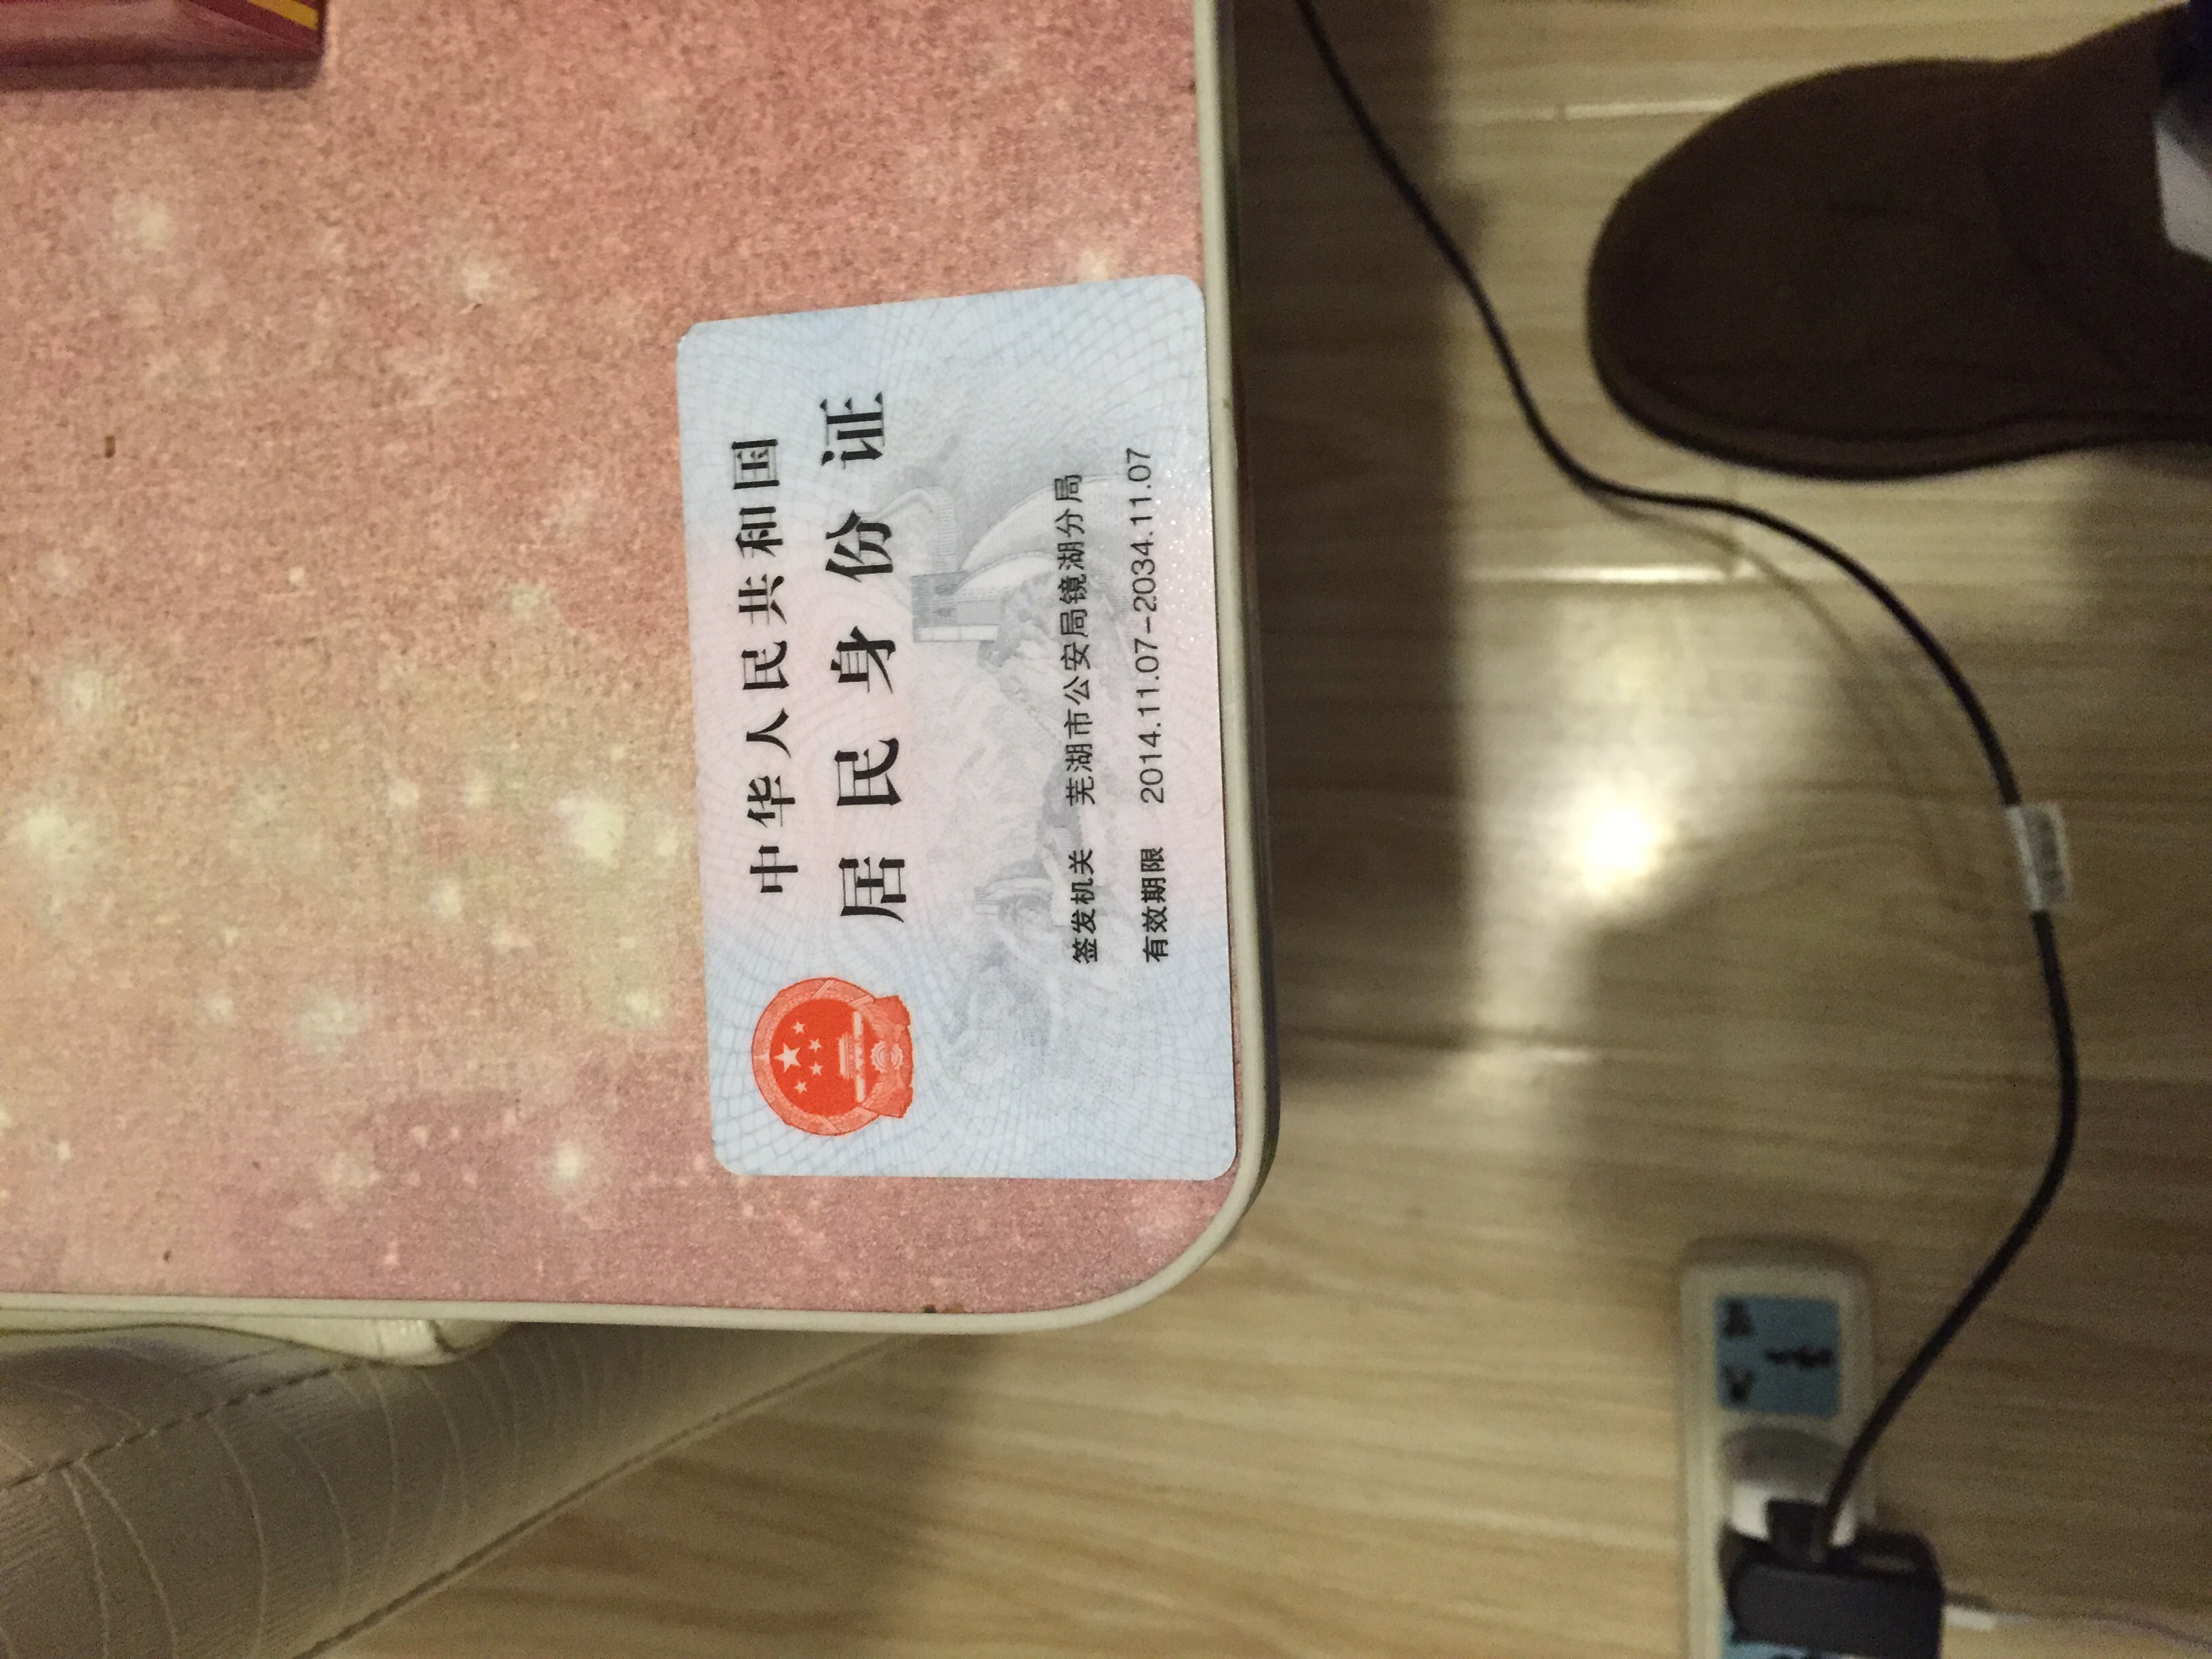 中华人民共和国
居民身份证
签发机关 芜湖市公安局镜湖分局
有效期限 2014.11.07-2034.11.07